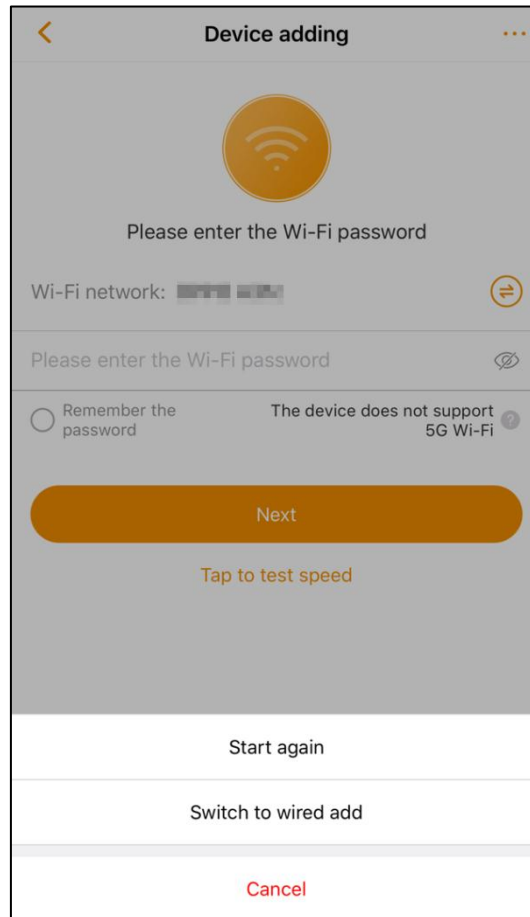 Device adding
Please enter the Wi-Fi password
Wi-Fi network:
Please enter the Wi-Fi password
Remember the
password
The device does not support
5G Wi-Fi
Next
Tap to test speed
Start again
Switch to wired add
Cancel